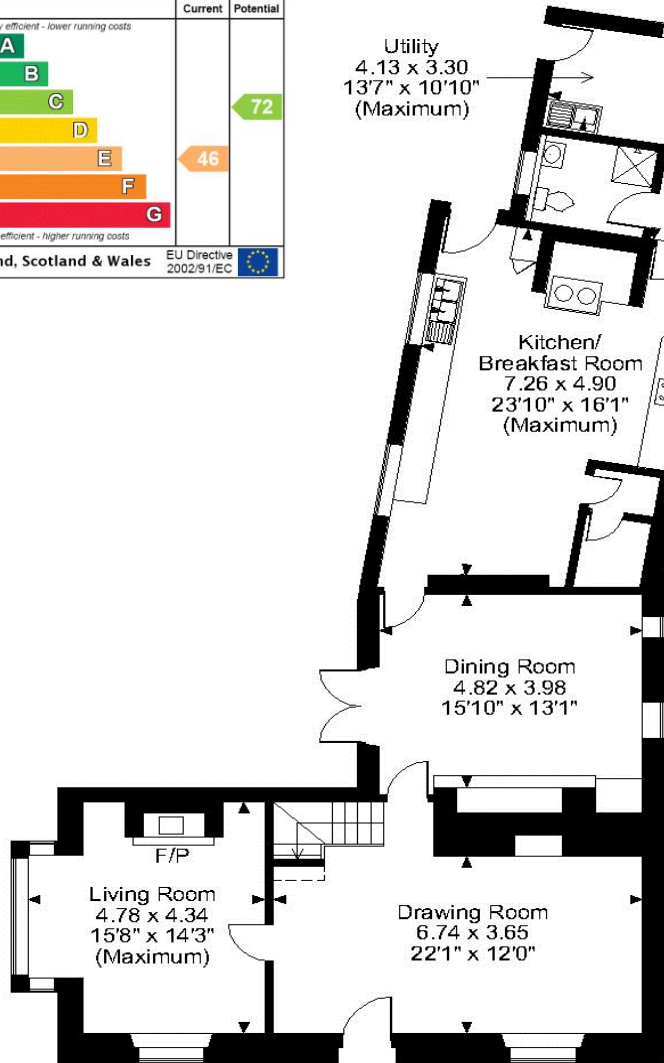 Current Potential
y efficient - lower running costs
A
B
C
D
E
F
G
72
46
efficient - higher running costs
nd, Scotland & Wales
EU Directive
2002/91/EC
Utility
4.13 x 3.30
13'7" x 10'10"
(Maximum)
Kitchen/
Breakfast Room
7.26 x 4.90
23'10" x 16'1"
(Maximum)
Dining Room
4.82 x 3.98
15'10" x 13'1"
F/P
Living Room
4.78 x 4.34
15'8" x 14'3"
(Maximum)
Drawing Room
6.74 x 3.65
22'1" x 12'0"